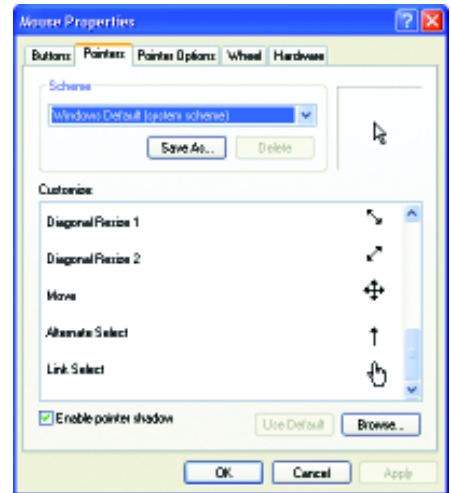 Mouse Properties
Buttons Pointers Pointer Options Wheel Hardware
Scheme
Windows Default (system scheme)
Save As... Delete
Customize:
Diagonal Resize 1
Diagonal Resize 2
Move
Alternate Select
Link Select
Enable pointer shadow
Use Default Browse...
OK Cancel Apply